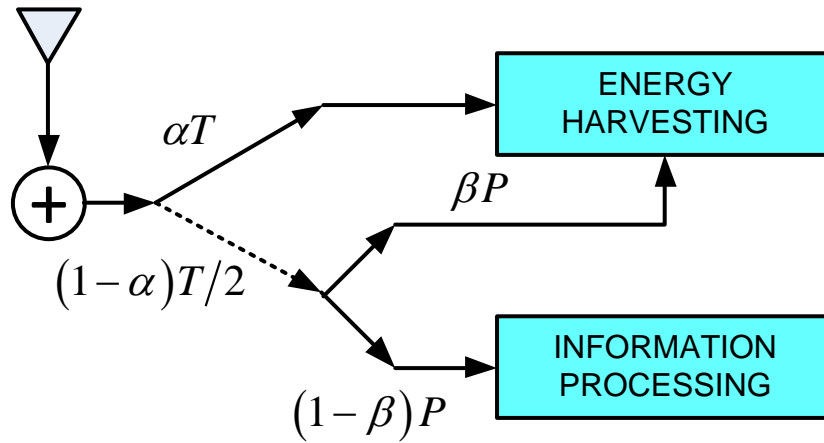 ENERGY
HARVESTING
αT
+
βP
(1-α)T/2
INFORMATION
PROCESSING
(1-β)P